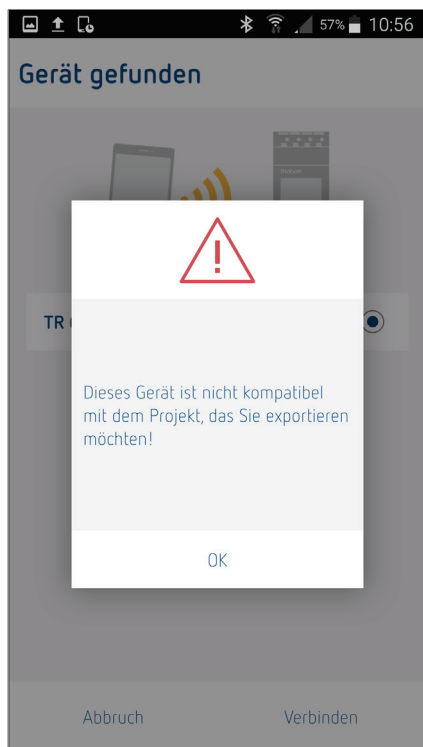 57% 10:56
Gerät gefunden
TR
Dieses Gerät ist nicht kompatibel
mit dem Projekt, das Sie exportieren
möchten!
OK
Abbruch
Verbinden